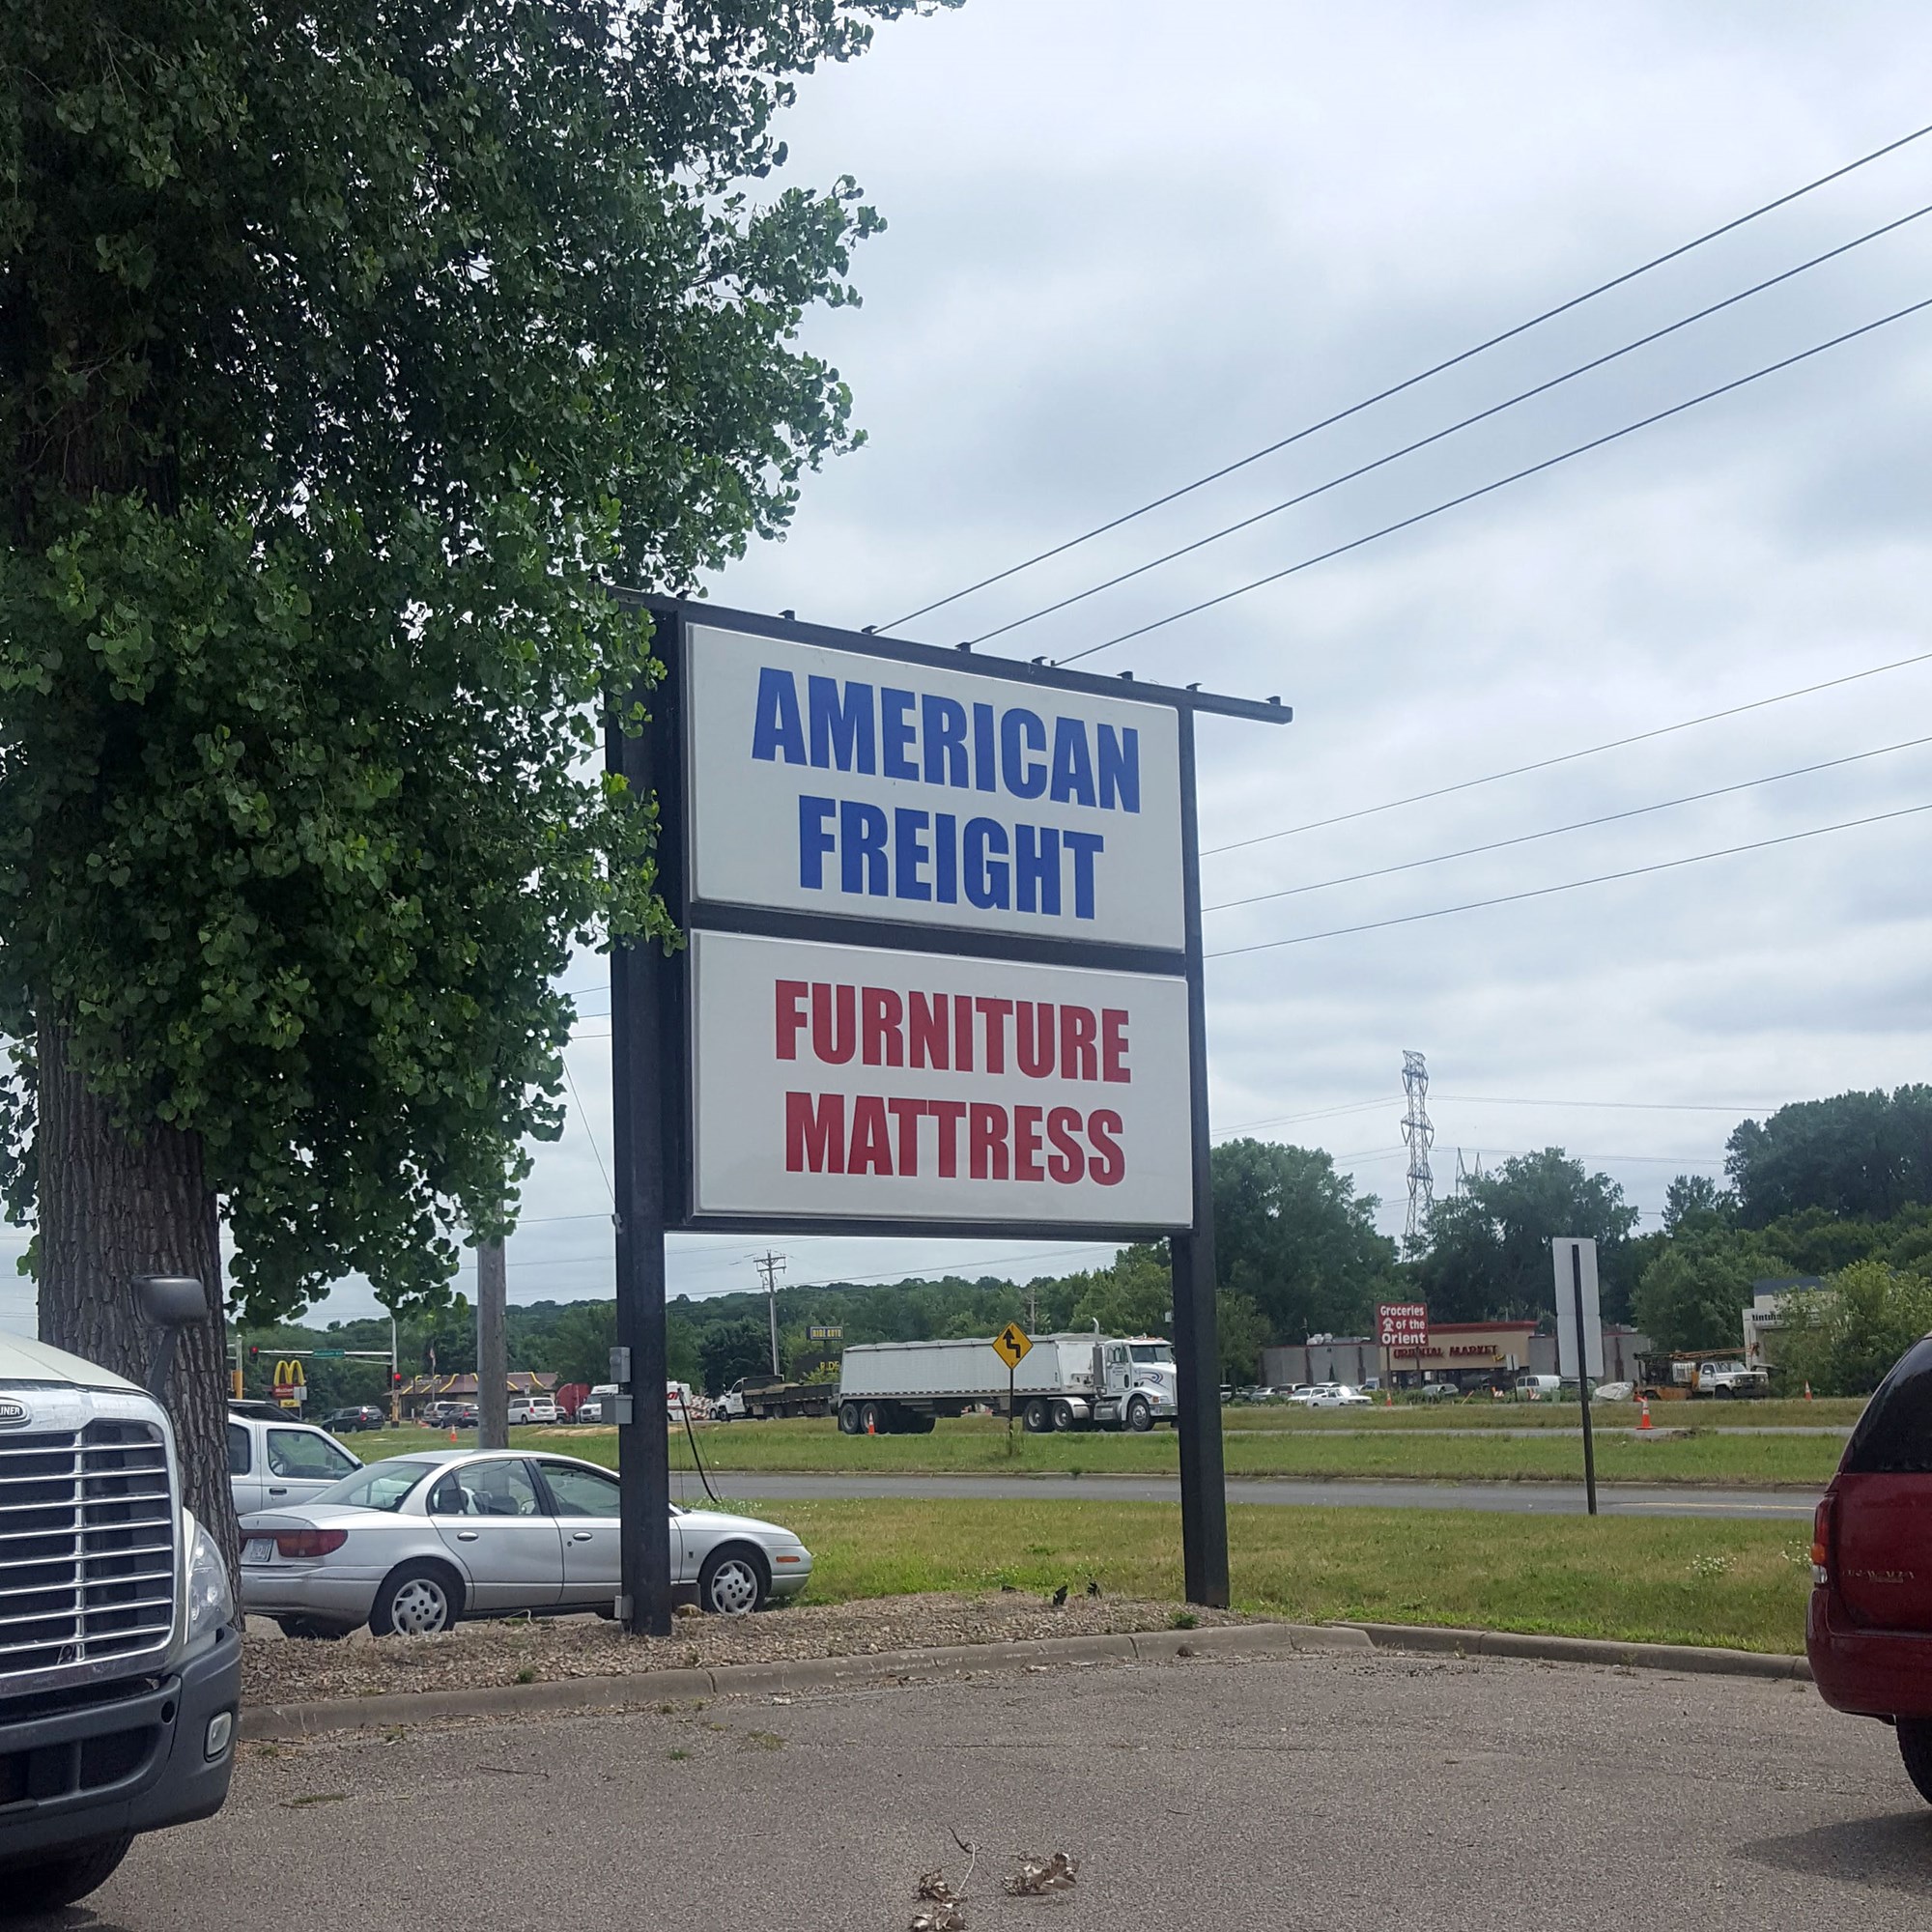 AMERICAN
FREIGHT
FURNITURE
MATTRESS
Groceries
of the
Orient
ORIENTAL MARKET